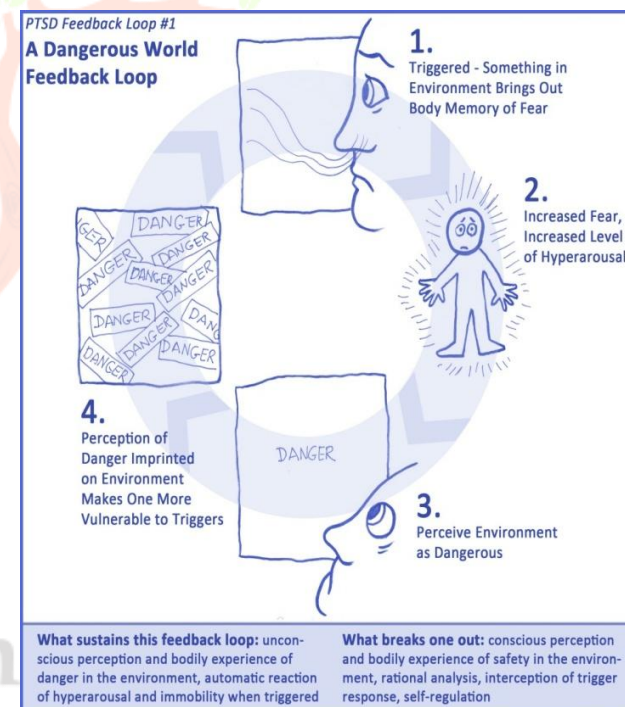 PTSD Feedback Loop #1
A Dangerous World
Feedback Loop
1.
Triggered - Something in
Environment Brings Out
Body Memory of Fear
2.
Increased Fear,
Increased Level
of Hyperarousal
DANGER
3.
Perceive Environment
as Dangerous
GER
DANGER
DANGER
DANGER
DANGER
DANGER
DANGER
DANG
DANGER
DANGER
DANGER
4.
Perception of
Danger Imprinted
on Environment
Makes One More
Vulnerable to Triggers
What sustains this feedback loop: uncon-
scious perception and bodily experience of
danger in the environment, automatic reaction
of hyperarousal and immobility when triggered
What breaks one out: conscious perception
and bodily experience of safety in the environ-
ment, rational analysis, interception of trigger
response, self-regulation